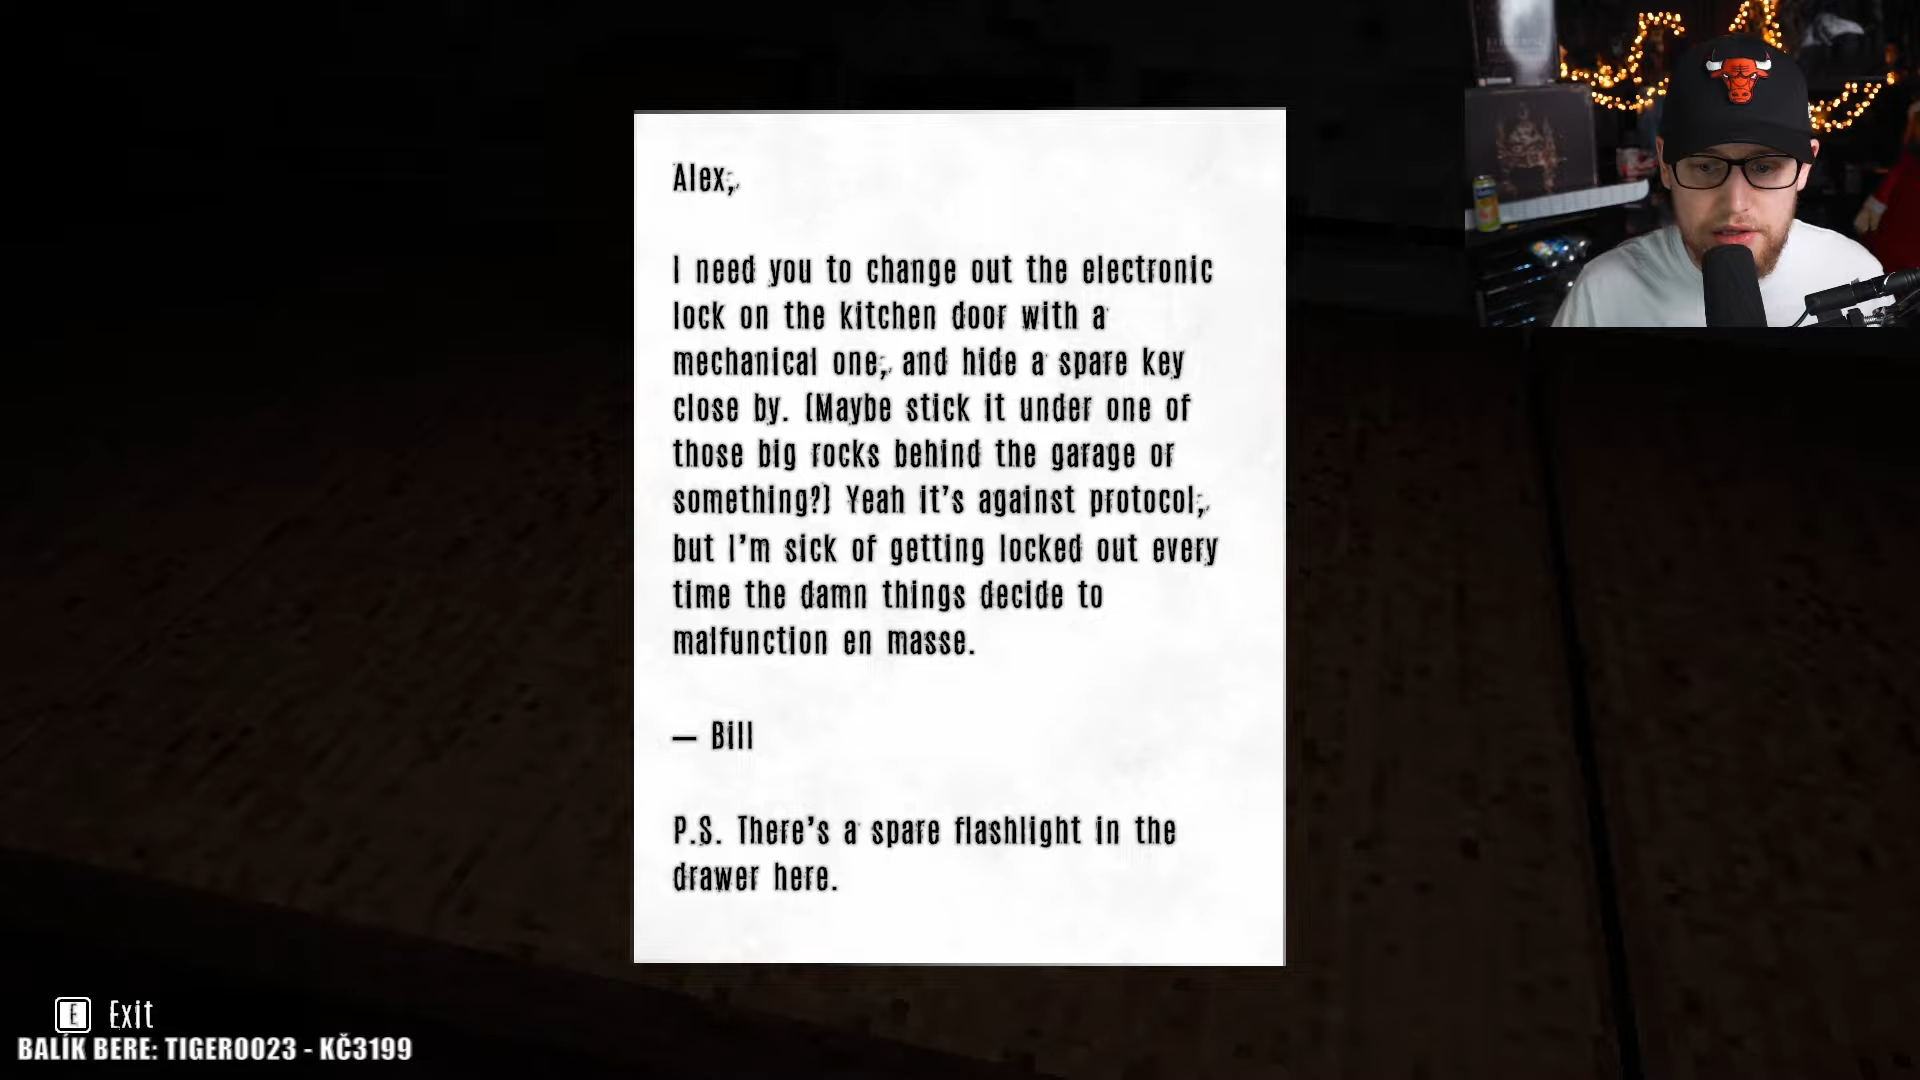 Alex,
I need you to change out the electronic
lock on the kitchen door with a
mechanical one, and hide a spare key
close by. (Maybe stick it under one of
those big rocks behind the garage or
something?) Yeah it's against protocol,
but I'm sick of getting locked out every
time the damn things decide to
malfunction en masse.
— Bill
P.S. There's a spare flashlight in the
drawer here.
E Exit
BALÍK BERE: TIGER0023 - KČ3199